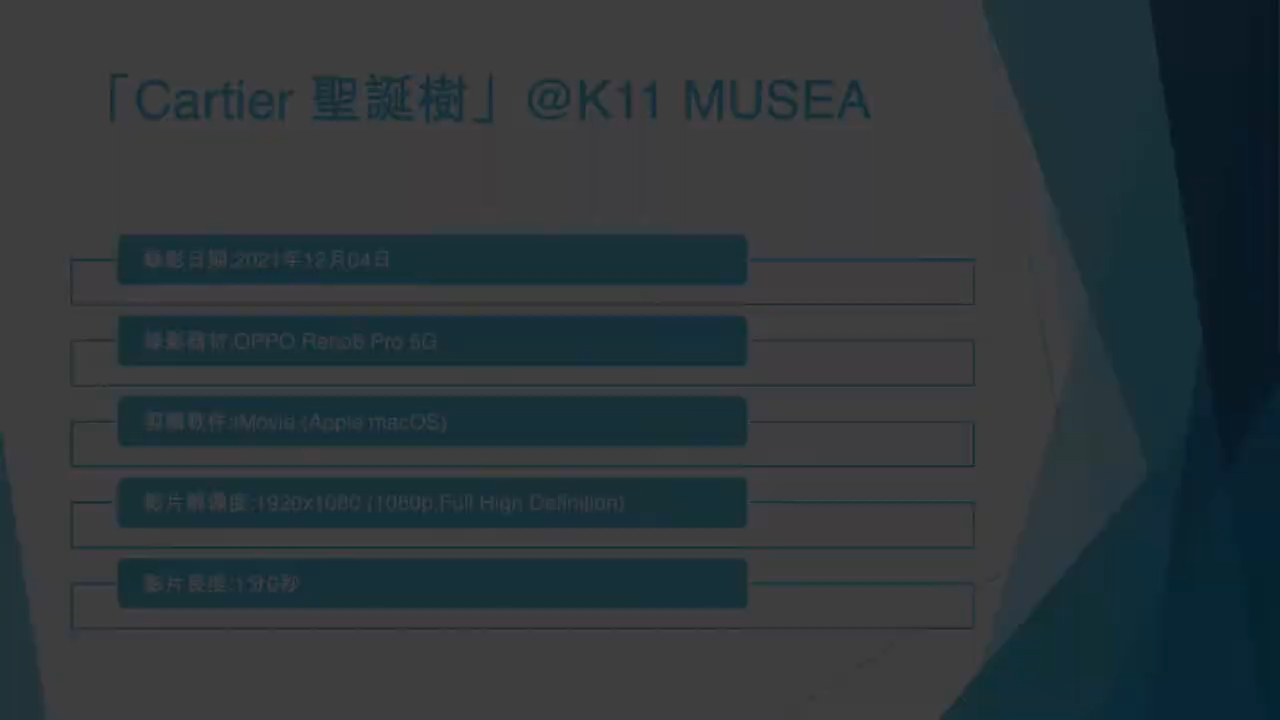 「Cartier 聖誕樹」@K11 MUSEA
錄影日期:2021年12月04日
錄影器材:OPPO Reno6 Pro 5G
剪輯軟件:iMovie (Apple macOS)
影片解像度:1920x1080 (1080p,Full High Definition)
影片長度:1分0秒